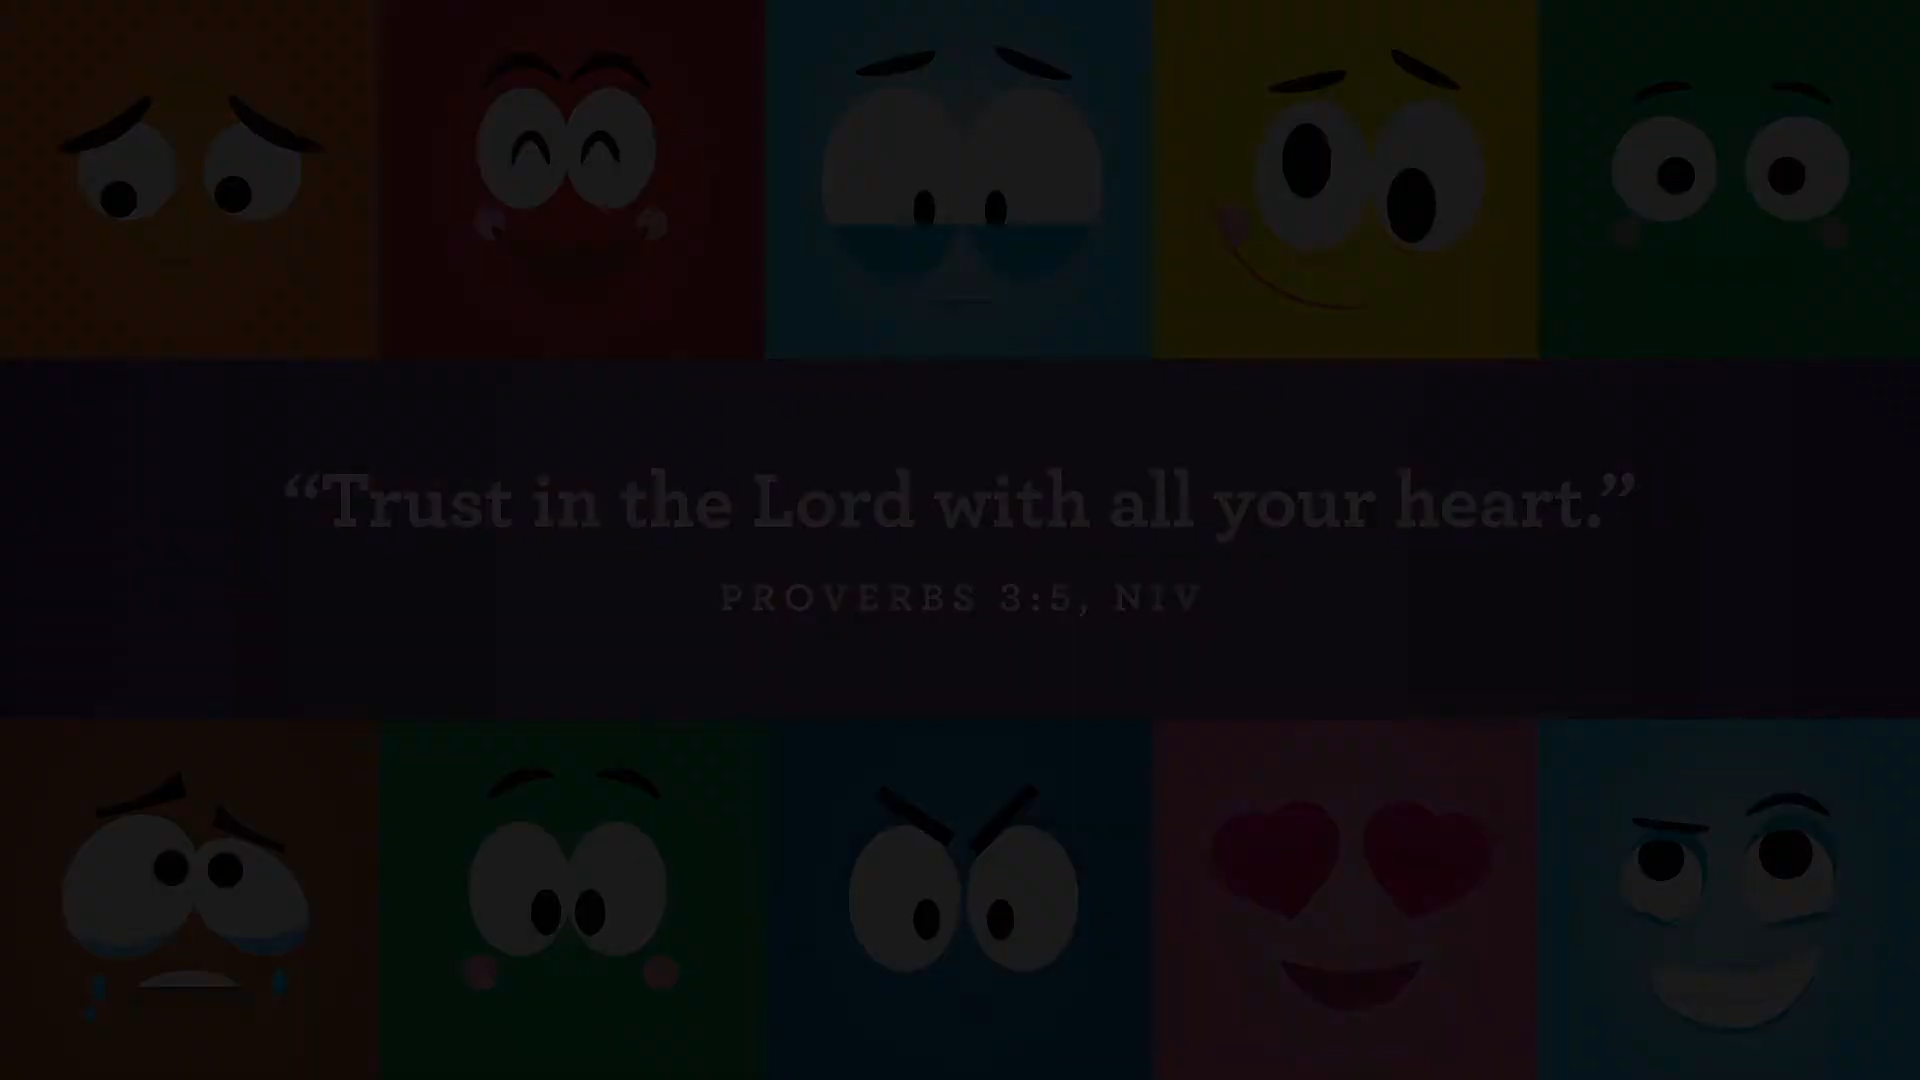 “Trust in the Lord with all your heart.”
PROVERBS 3:5, NIV